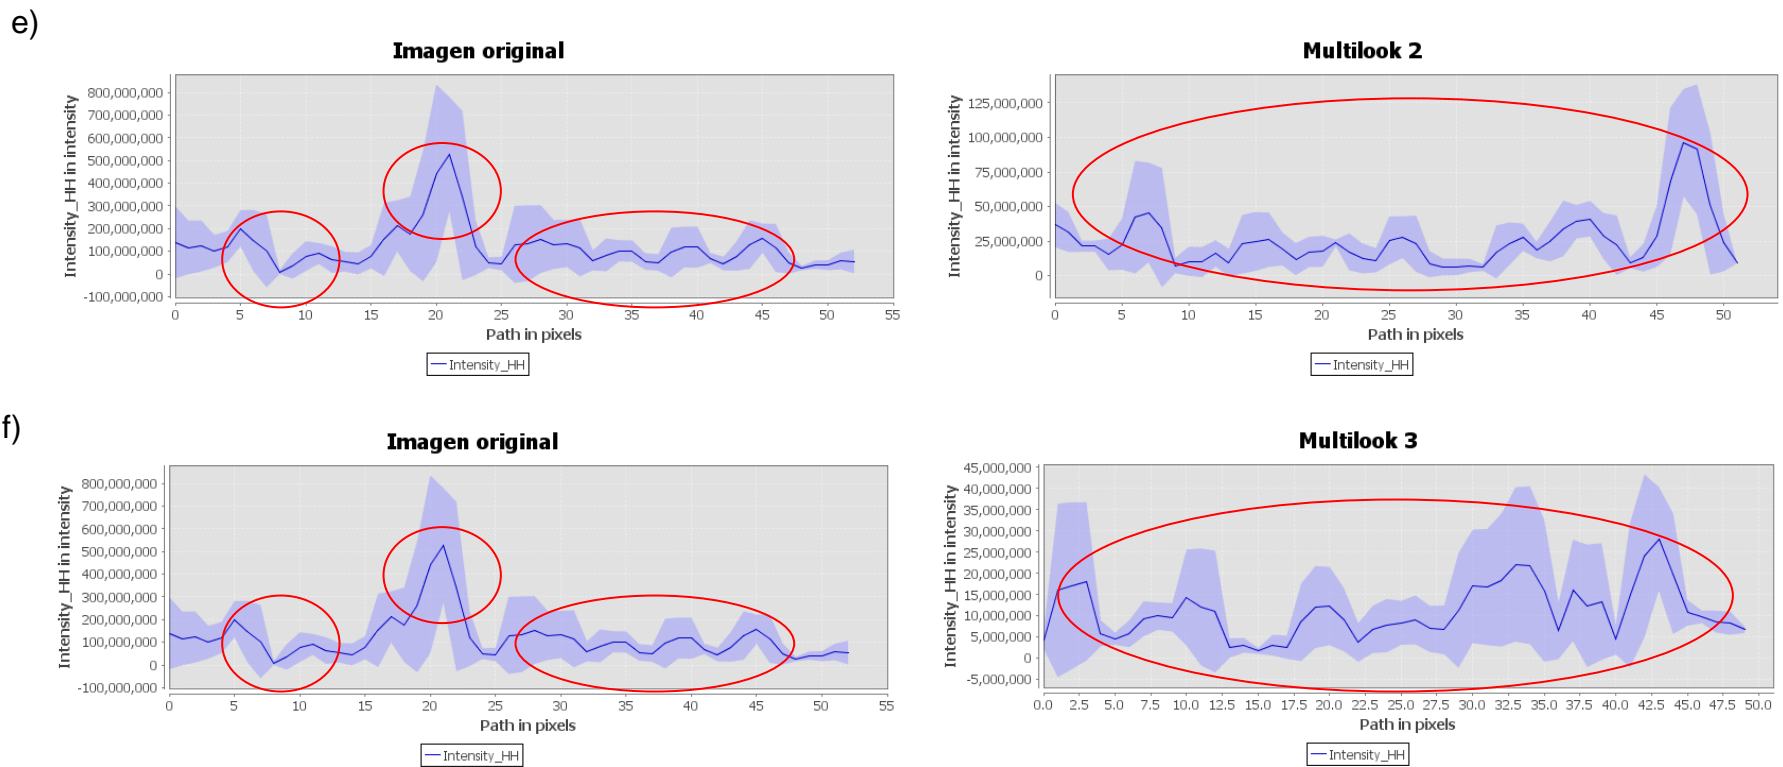 e)
Imagen original
Intensity_HH in intensity
800,000,000
700,000,000
600,000,000
500,000,000
400,000,000
300,000,000
200,000,000
100,000,000
0
-100,000,000
0 5 10 15 20 25 30 35 40 45 50 55
Path in pixels
Intensity_HH
Multilook 2
Intensity_HH in intensity
125,000,000
100,000,000
75,000,000
50,000,000
25,000,000
0
0 5 10 15 20 25 30 35 40 45 50
Path in pixels
Intensity_HH
f)
Imagen original
Intensity_HH in intensity
800,000,000
700,000,000
600,000,000
500,000,000
400,000,000
300,000,000
200,000,000
100,000,000
0
-100,000,000
0 5 10 15 20 25 30 35 40 45 50 55
Path in pixels
Intensity_HH
Multilook 3
Intensity_HH in intensity
45,000,000
40,000,000
35,000,000
30,000,000
25,000,000
20,000,000
15,000,000
10,000,000
5,000,000
0
-5,000,000
0.0 2.5 5.0 7.5 10.0 12.5 15.0 17.5 20.0 22.5 25.0 27.5 30.0 32.5 35.0 37.5 40.0 42.5 45.0 47.5 50.0
Path in pixels
Intensity_HH